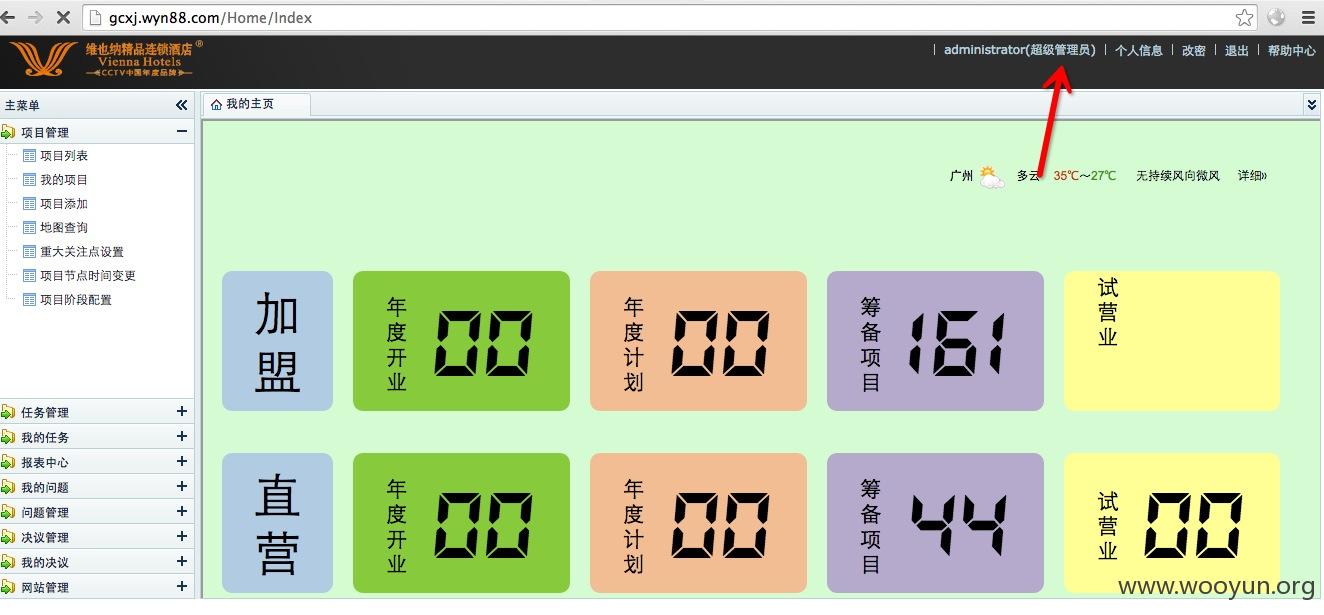 gcxj.wyn88.com/Home/Index
维也纳精品连锁酒店®
Vienna Hotels
CCTV中国年度品牌
administrator(超级管理员) | 个人信息 | 改密 | 退出 | 帮助中心
主菜单
我的主页
项目管理
项目列表
我的项目
项目添加
地图查询
重大关注点设置
项目节点时间变更
项目阶段配置
任务管理
我的任务
报表中心
我的问题
问题管理
决议管理
我的决议
网站管理
广州 多云 35℃~27℃ 无持续风向微风 详细»
加盟
年度开业 00
年度计划 00
筹备项目 161
试营业
直营
年度开业 00
年度计划 00
筹备项目 44
试营业 00
www.wooyun.org